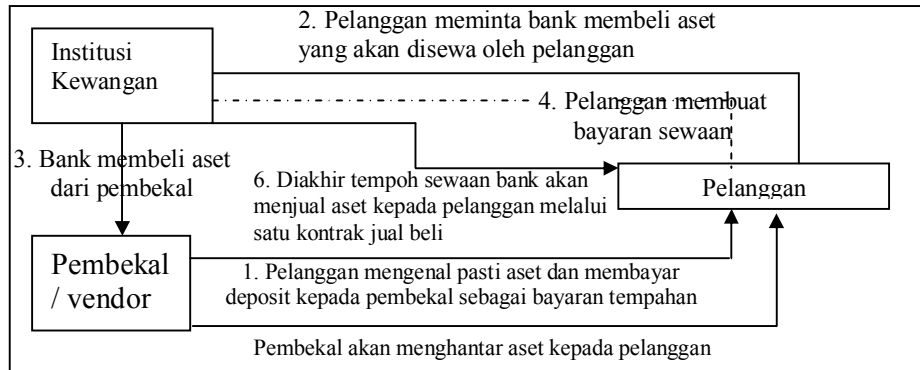 2. Pelanggan meminta bank membeli aset
yang akan disewa oleh pelanggan
Institusi
Kewangan
4. Pelanggan membuat
bayaran sewaan
3. Bank membeli aset
dari pembekal
6. Diakhir tempoh sewaan bank akan
menjual aset kepada pelanggan melalui
satu kontrak jual beli
Pelanggan
Pembekal
/ vendor
1. Pelanggan mengenal pasti aset dan membayar
deposit kepada pembekal sebagai bayaran tempahan
Pembekal akan menghantar aset kepada pelanggan